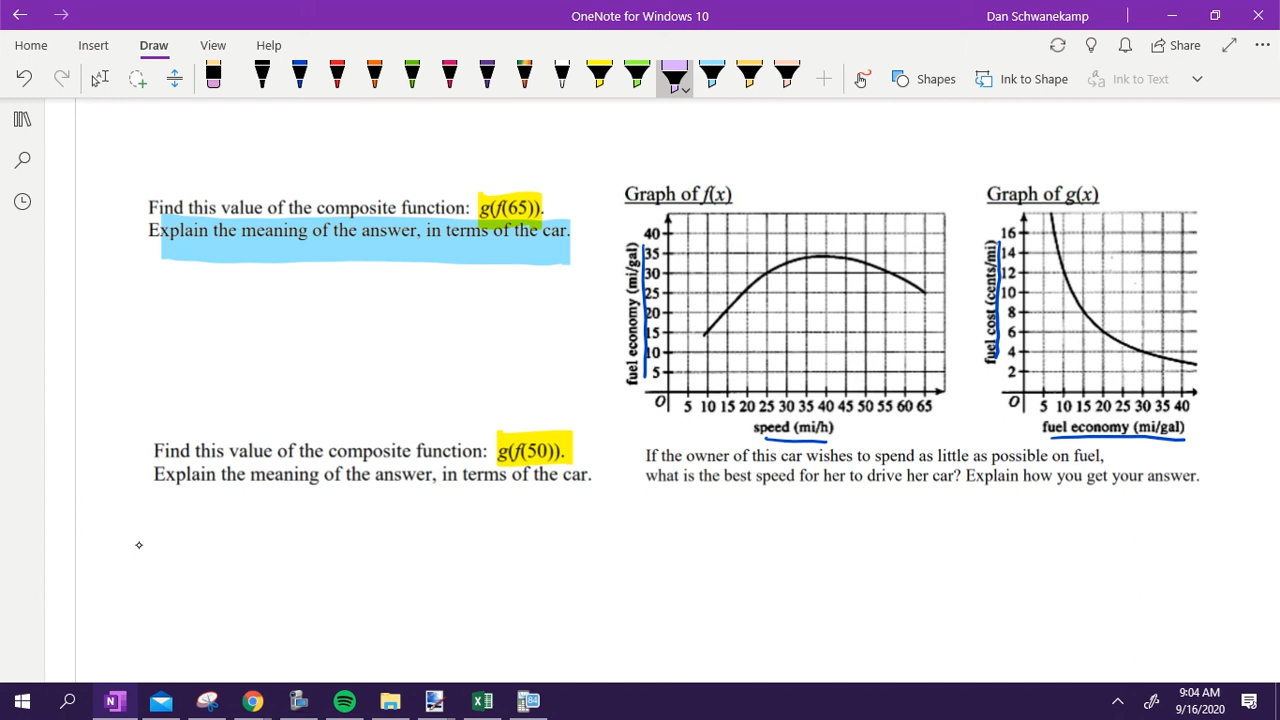 OneNote for Windows 10
Dan Schwanekamp
Home Insert Draw View Help
Share
Shapes
Ink to Shape
Ink to Text
Find this value of the composite function: g(f(65)).
Explain the meaning of the answer, in terms of the car.
Graph of f(x)
fuel economy (mi/gal)
40
35
30
25
20
15
10
5
O 5 10 15 20 25 30 35 40 45 50 55 60 65
speed (mi/h)
Graph of g(x)
fuel cost (cents/mi)
16
14
12
10
8
6
4
2
O 5 10 15 20 25 30 35 40
fuel economy (mi/gal)
Find this value of the composite function: g(f(50)).
Explain the meaning of the answer, in terms of the car.
If the owner of this car wishes to spend as little as possible on fuel,
what is the best speed for her to drive her car? Explain how you get your answer.
9:04 AM
9/16/2020